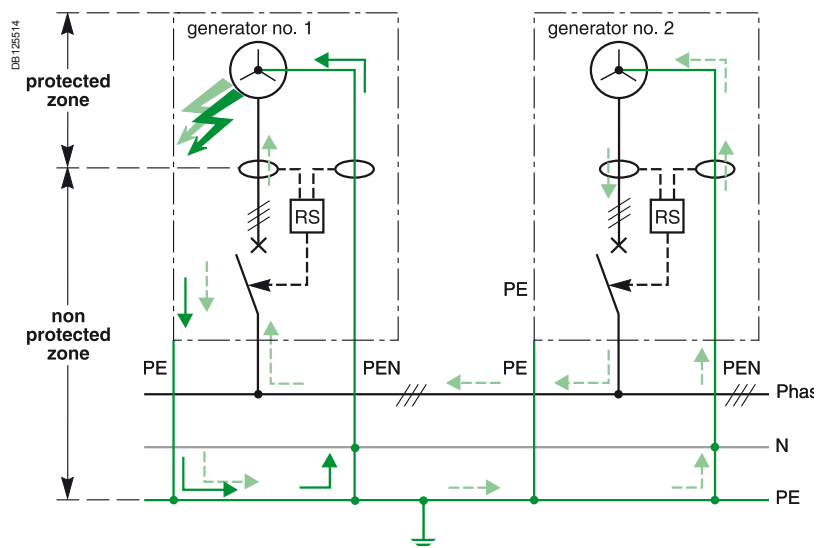 DB125514
generator no. 1
generator no. 2
protected
zone
RS
RS
PE
non
protected
zone
PE
PEN
PE
PEN
Phas
N
PE